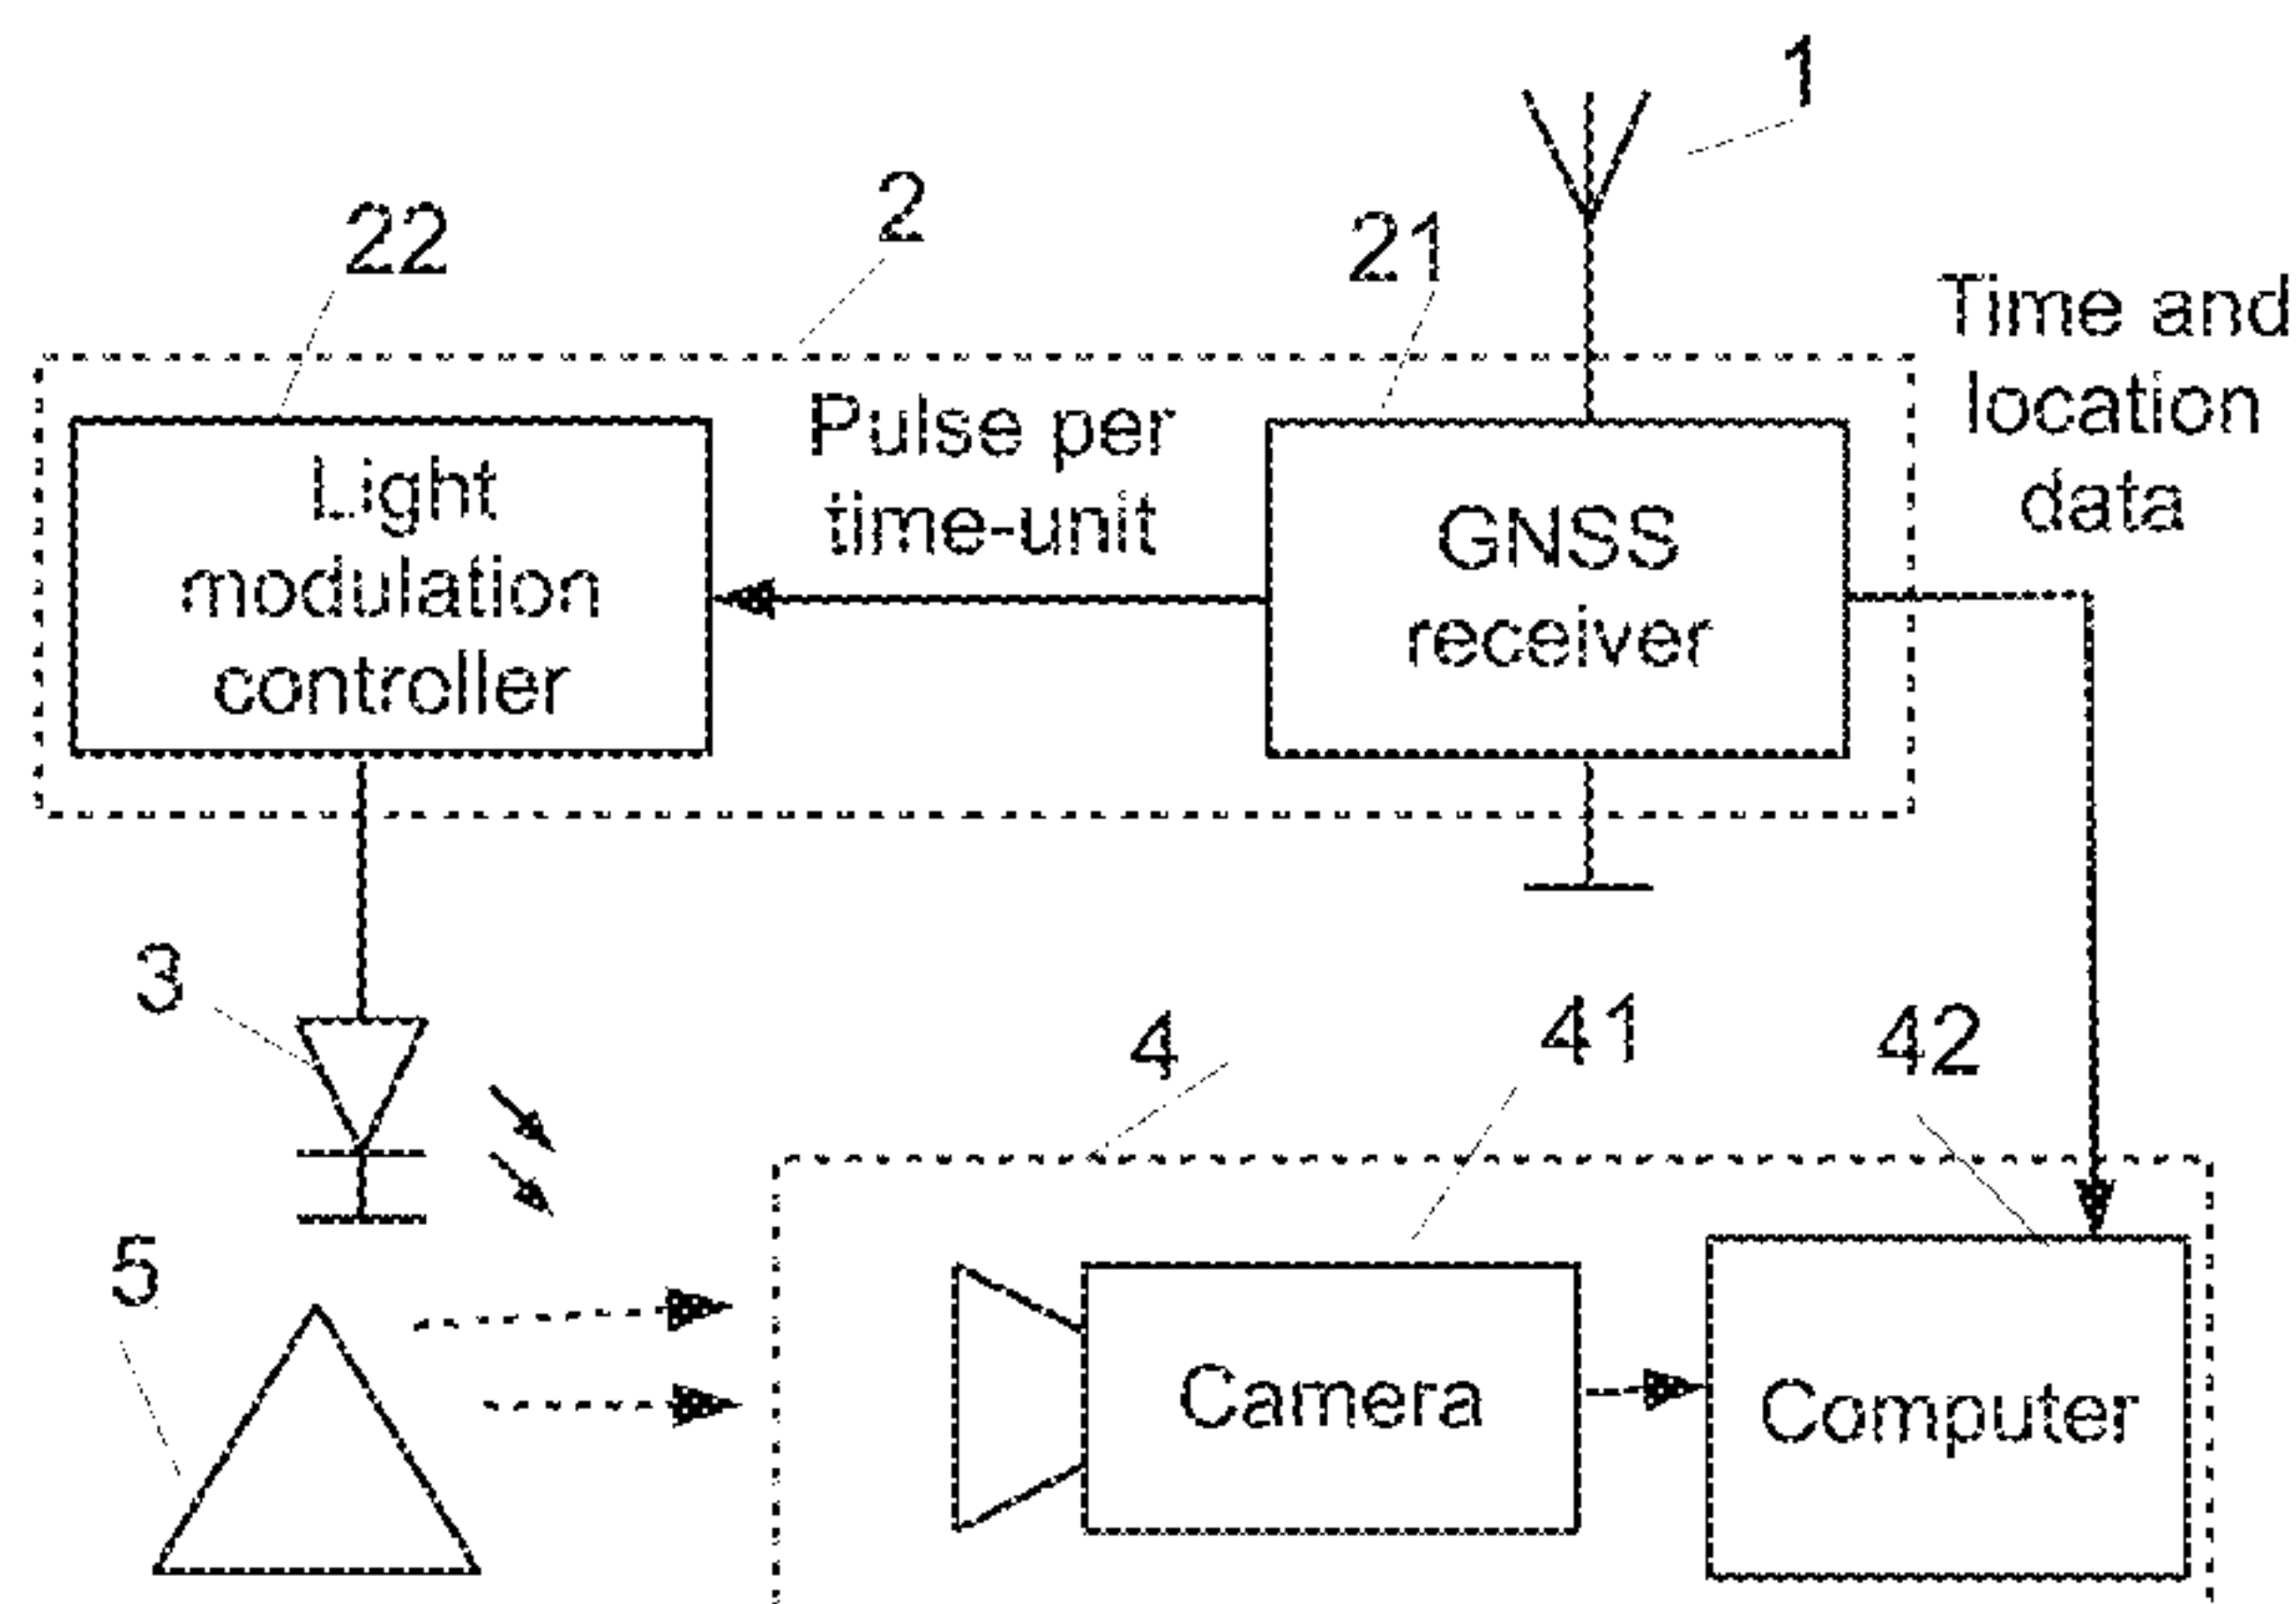 1
2
22
21
Time and
location
data
Pulse per
time-unit
Light
modulation
controller
GNSS
receiver
3
4
41
42
5
Camera
Computer